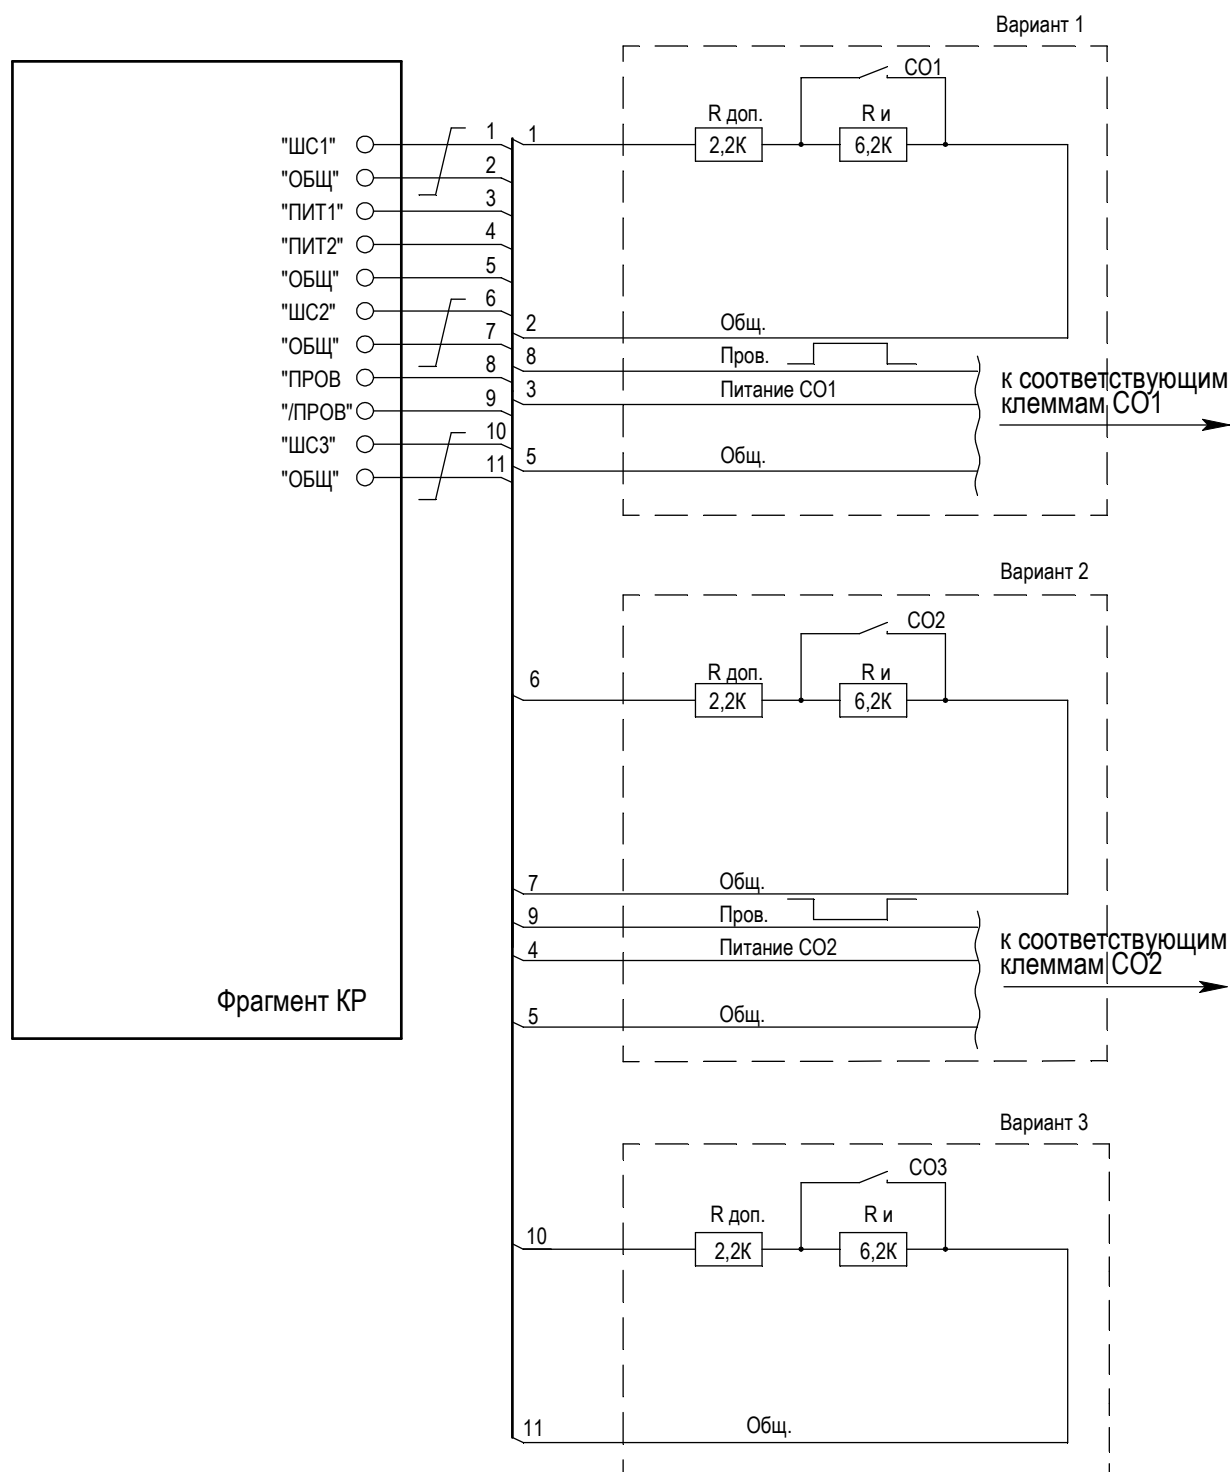 Вариант 1
СО1
R доп.
R и
2,2К
6,2К
"ШС1"
1
1
"ОБЩ"
2
"ПИТ1"
3
"ПИТ2"
4
"ОБЩ"
5
"ШС2"
6
"ОБЩ"
7
"ПРОВ
8
"/ПРОВ"
9
"ШС3"
10
"ОБЩ"
11
2
Общ.
8
Пров.
3
Питание СО1
5
Общ.
к соответствующим
клеммам СО1
Вариант 2
СО2
R доп.
R и
6
2,2К
6,2К
7
Общ.
9
Пров.
4
Питание СО2
5
Общ.
к соответствующим
клеммам СО2
Фрагмент КР
Вариант 3
СО3
R доп.
R и
10
2,2К
6,2К
11
Общ.